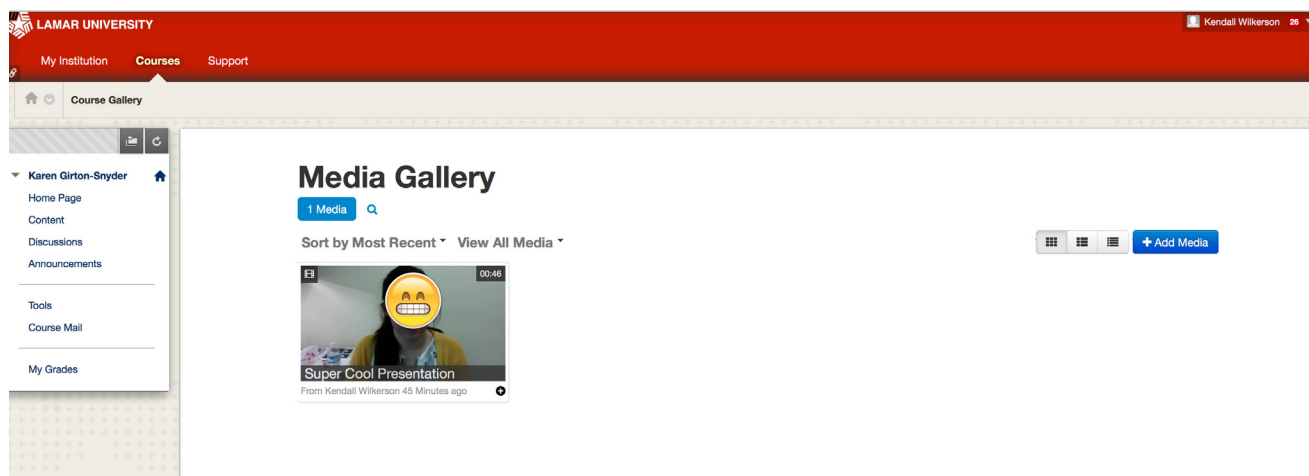 LAMAR UNIVERSITY
Kendall Wilkerson 26
My Institution Courses Support
Course Gallery
Karen Girton-Snyder
Home Page
Content
Discussions
Announcements
Tools
Course Mail
My Grades
Media Gallery
1 Media
Sort by Most Recent View All Media
+ Add Media
00:46
Super Cool Presentation
From Kendall Wilkerson 45 Minutes ago